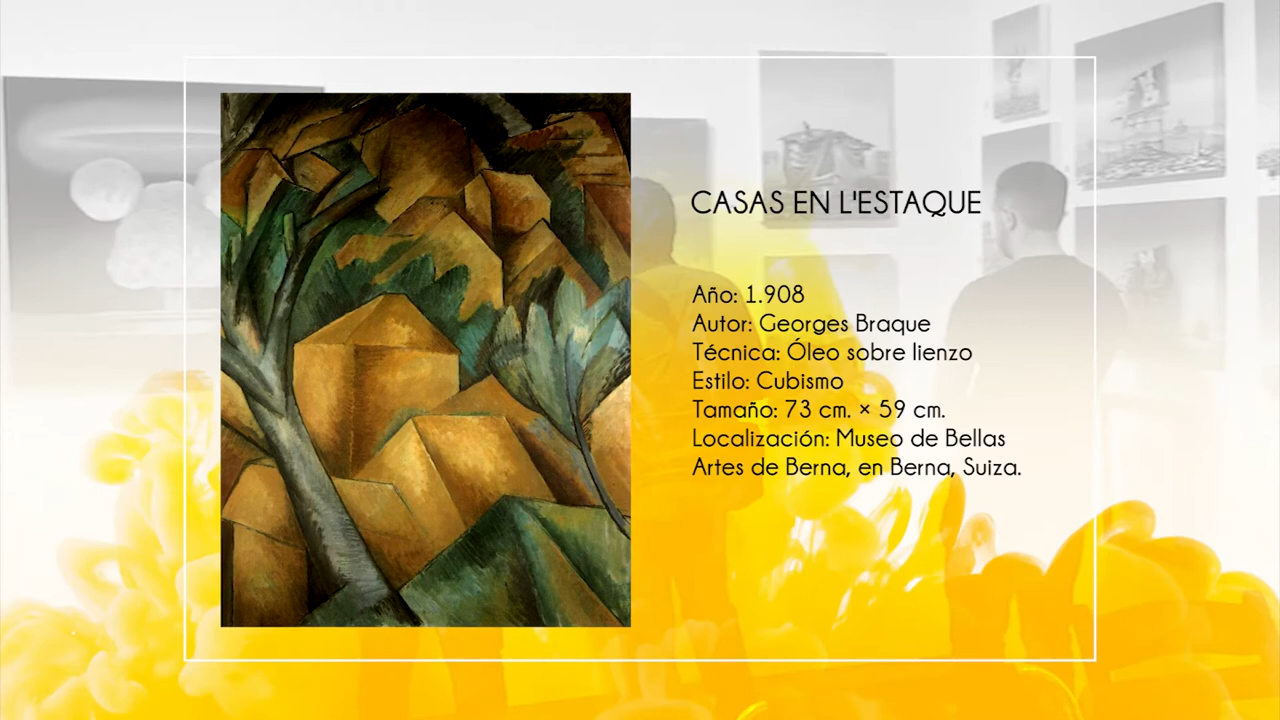 CASAS EN L'ESTAQUE
Año: 1.908
Autor: Georges Braque
Técnica: Óleo sobre lienzo
Estilo: Cubismo
Tamaño: 73 cm. × 59 cm.
Localización: Museo de Bellas
Artes de Berna, en Berna, Suiza.